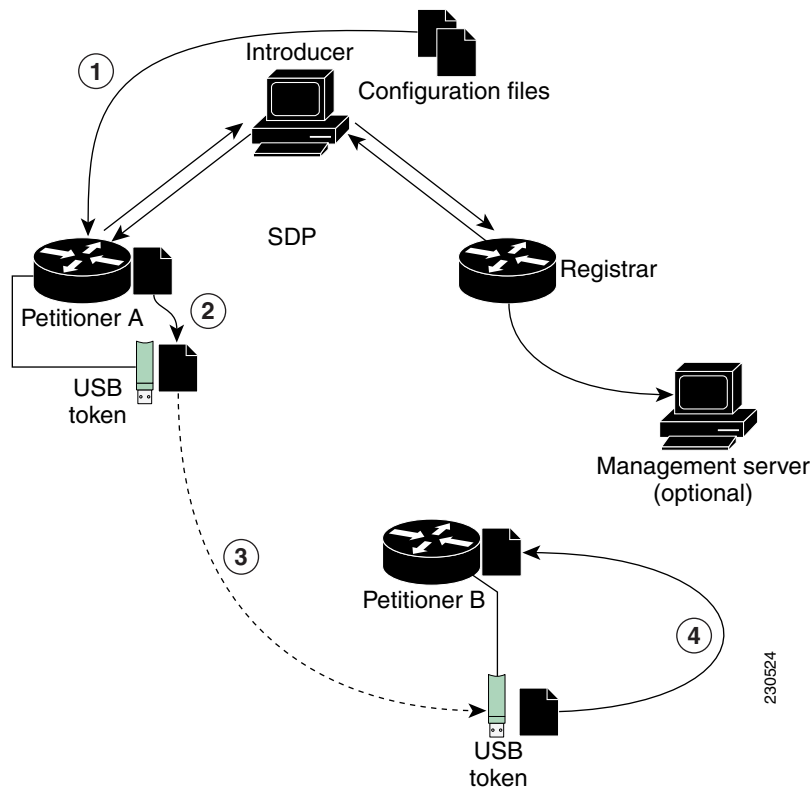 Introducer
1
Configuration files
SDP
Registrar
Petitioner A
2
USB
token
Management server
(optional)
3
Petitioner B
4
230524
USB
token